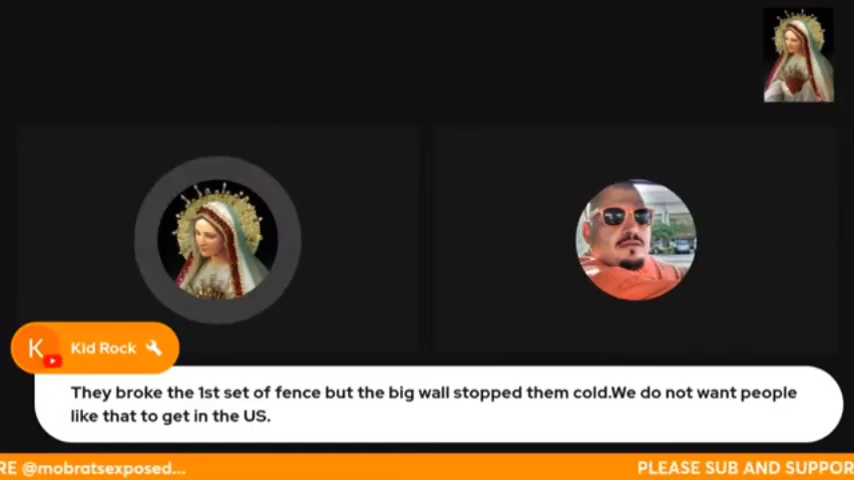 K Kid Rock
They broke the 1st set of fence but the big wall stopped them cold.We do not want people
like that to get in the US.
RE @mobratsexposed... PLEASE SUB AND SUPPOR